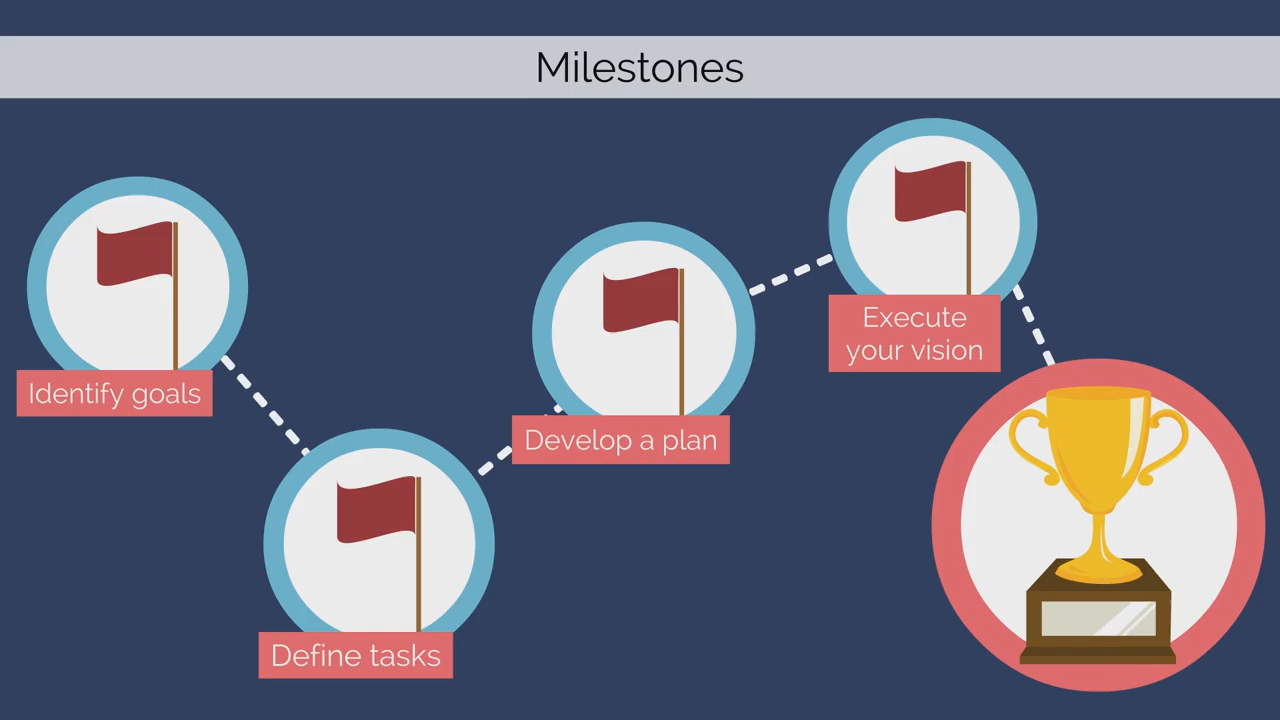 Milestones
Identify goals
Define tasks
Develop a plan
Execute
your vision